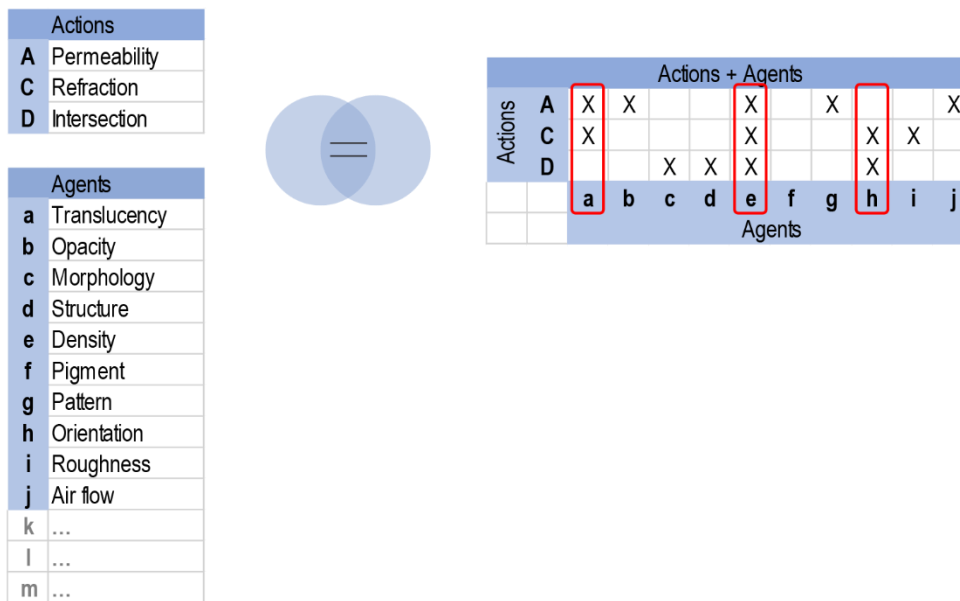 Actions
A Permeability
C Refraction
D Intersection
Agents
a Translucency
b Opacity
c Morphology
d Structure
e Density
f Pigment
g Pattern
h Orientation
i Roughness
j Air flow
k ...
l ...
m ...
Actions + Agents
Actions
A X X X X X
C X X X X
D X X X X
a b c d e f g h i j
Agents